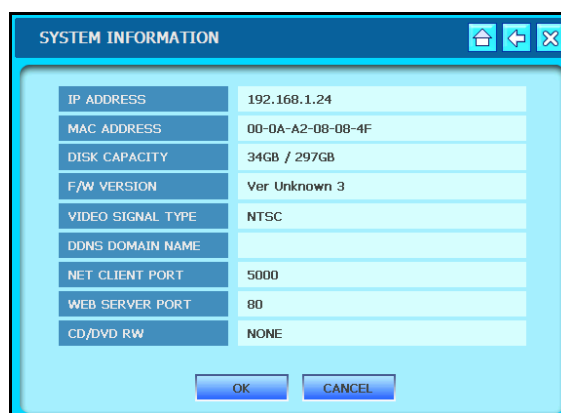 SYSTEM INFORMATION
IP ADDRESS 192.168.1.24
MAC ADDRESS 00-0A-A2-08-08-4F
DISK CAPACITY 34GB / 297GB
F/W VERSION Ver Unknown 3
VIDEO SIGNAL TYPE NTSC
DDNS DOMAIN NAME
NET CLIENT PORT 5000
WEB SERVER PORT 80
CD/DVD RW NONE
OK CANCEL